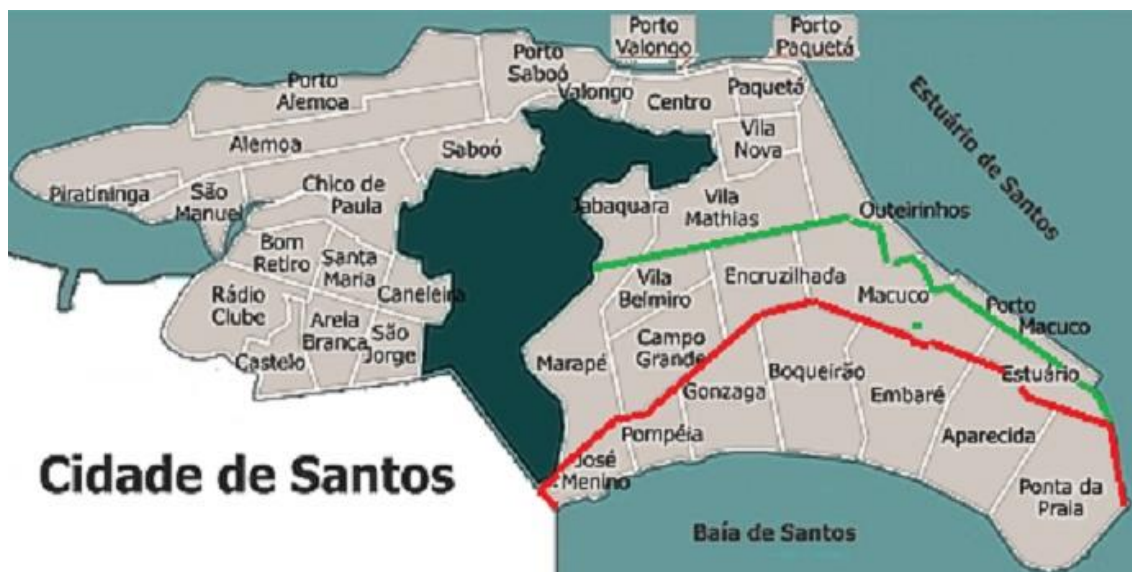 Porto
Valongo
Porto
Paquetá
Porto
Saboó
Porto
Alemoa
Valongo
Centro
Paquetá
Estuário de Santos
Alemoa
Saboó
Vila
Nova
Piratininga
São
Manuel
Chico de
Paula
Jabaquara
Vila
Mathias
Outeirinhos
Bom
Retiro
Santa
Maria
Rádio
Clube
Caneleira
Areia
Branca
São
Jorge
Castelo
Vila
Belmiro
Encruzilhada
Macuco
Porto
Macuco
Marapé
Campo
Grande
Gonzaga
Boqueirão
Embaré
Estuário
Pompéia
Aparecida
José
Menino
Ponta da
Praia
Cidade de Santos
Baía de Santos